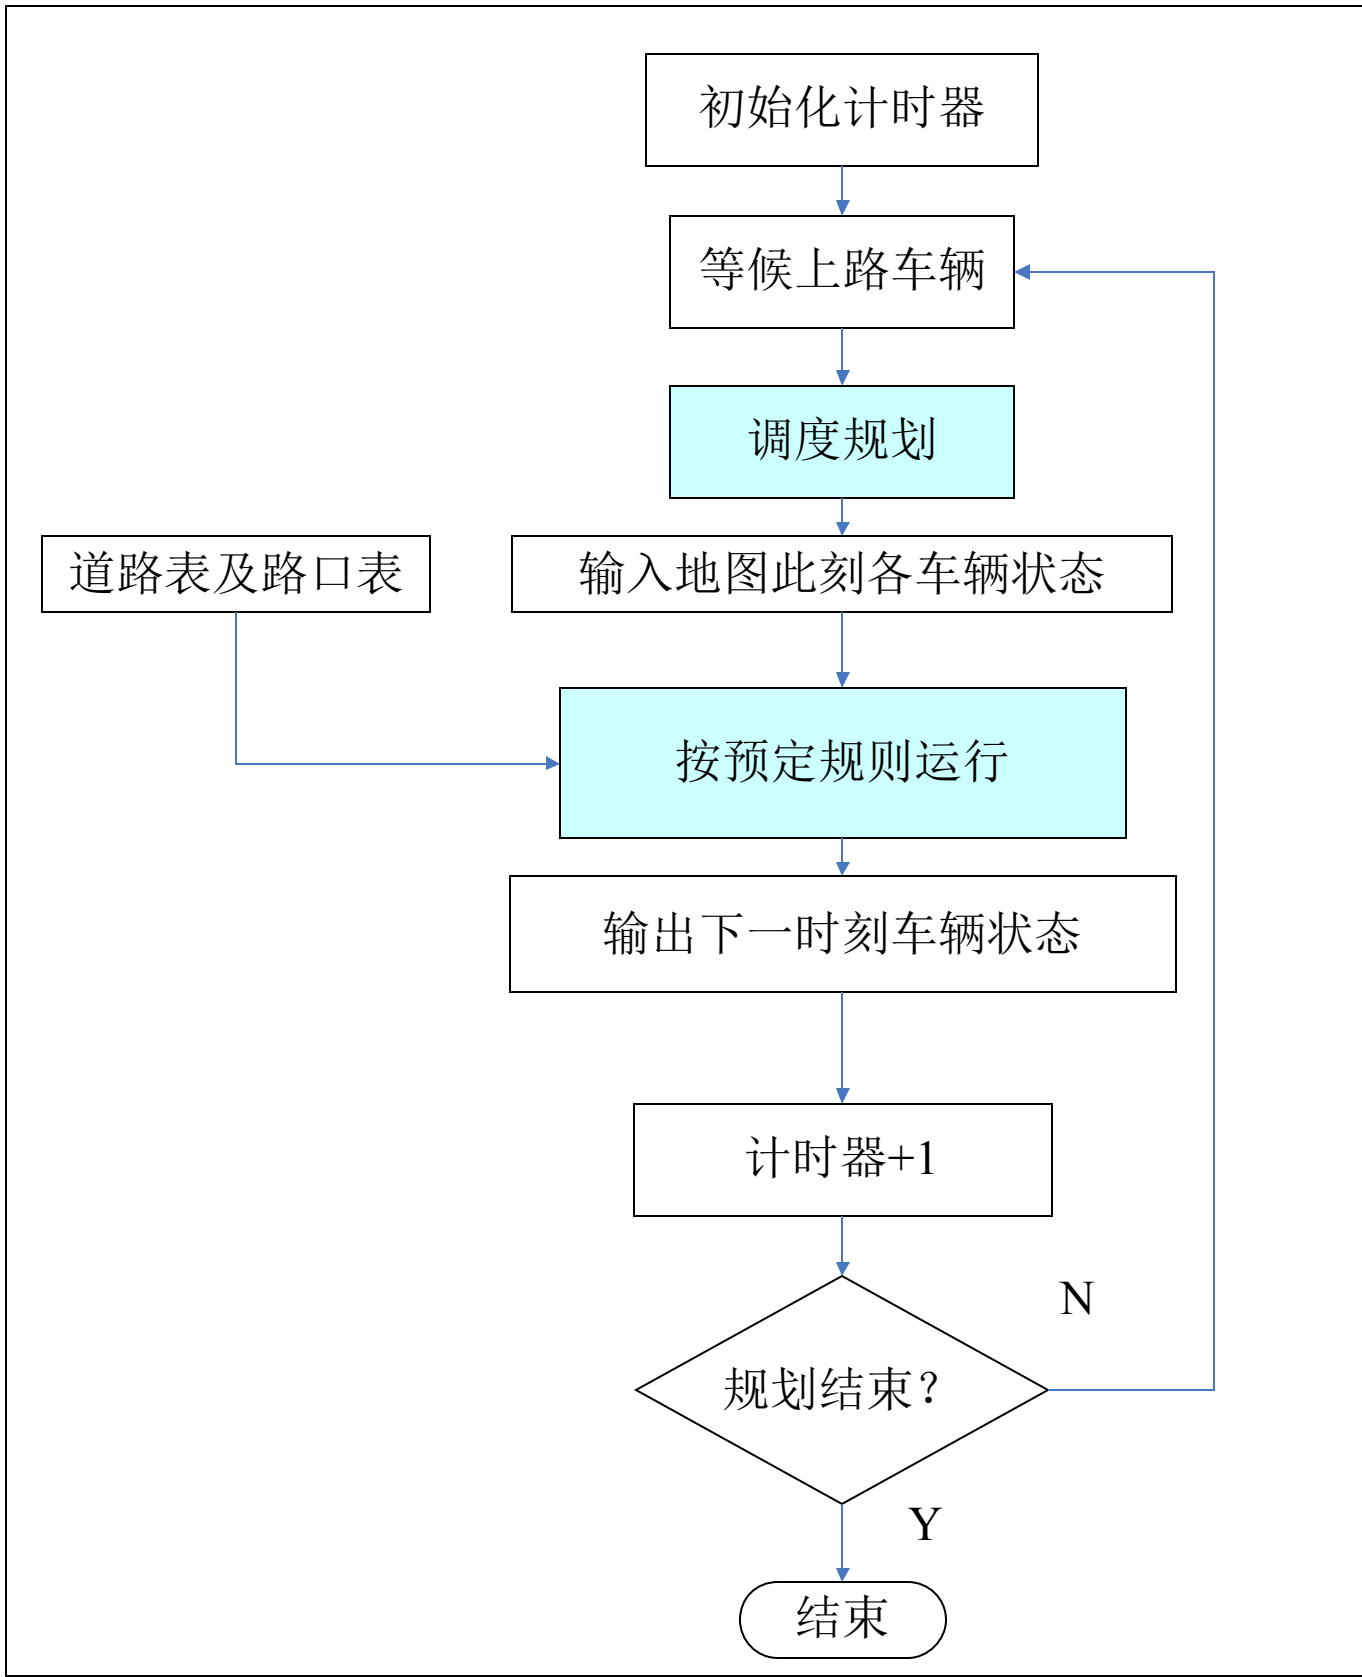 初始化计时器
等候上路车辆
调度规划
道路表及路口表
输入地图此刻各车辆状态
按预定规则运行
输出下一时刻车辆状态
计时器+1
N
规划结束？
Y
结束